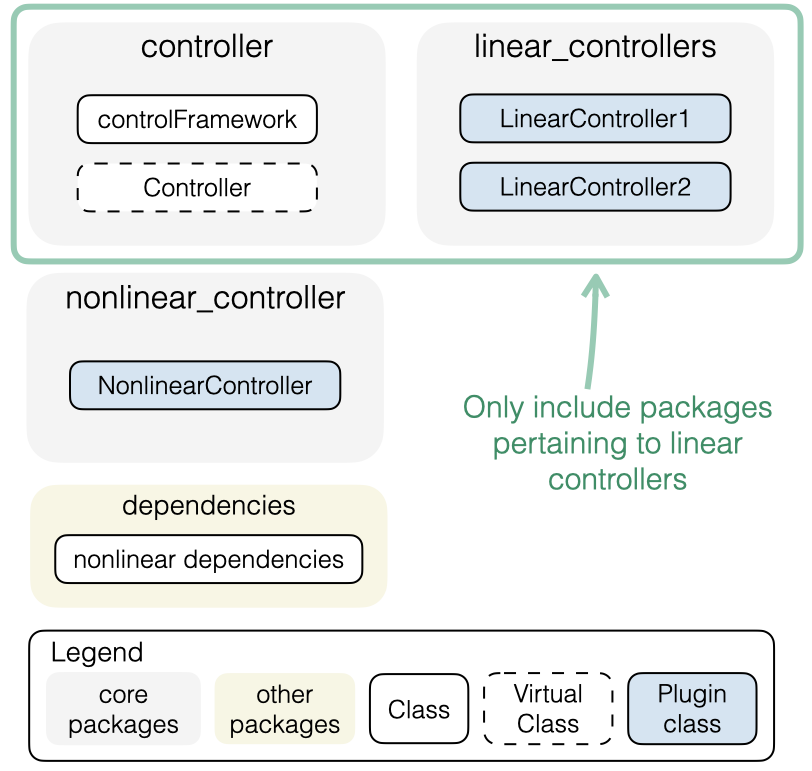 controller
controlFramework
Controller
linear_controllers
LinearController1
LinearController2
nonlinear_controller
NonlinearController
Only include packages
pertaining to linear
controllers
dependencies
nonlinear dependencies
Legend
core
packages
other
packages
Class
Virtual
Class
Plugin
class